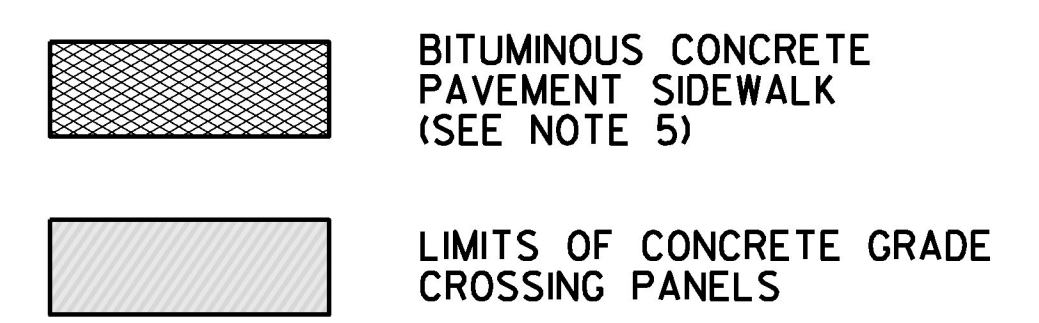 BITUMINOUS CONCRETE
PAVEMENT SIDEWALK
(SEE NOTE 5)
LIMITS OF CONCRETE GRADE
CROSSING PANELS